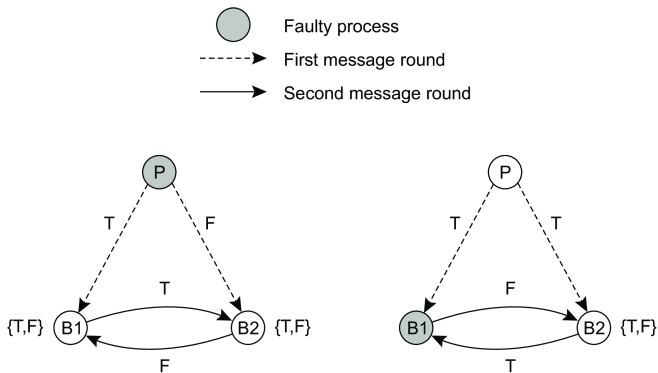 Faulty process
First message round
Second message round
P
T F
T
{T,F} B1 B2 {T,F}
F
P
T T
F
B1 B2 {T,F}
T